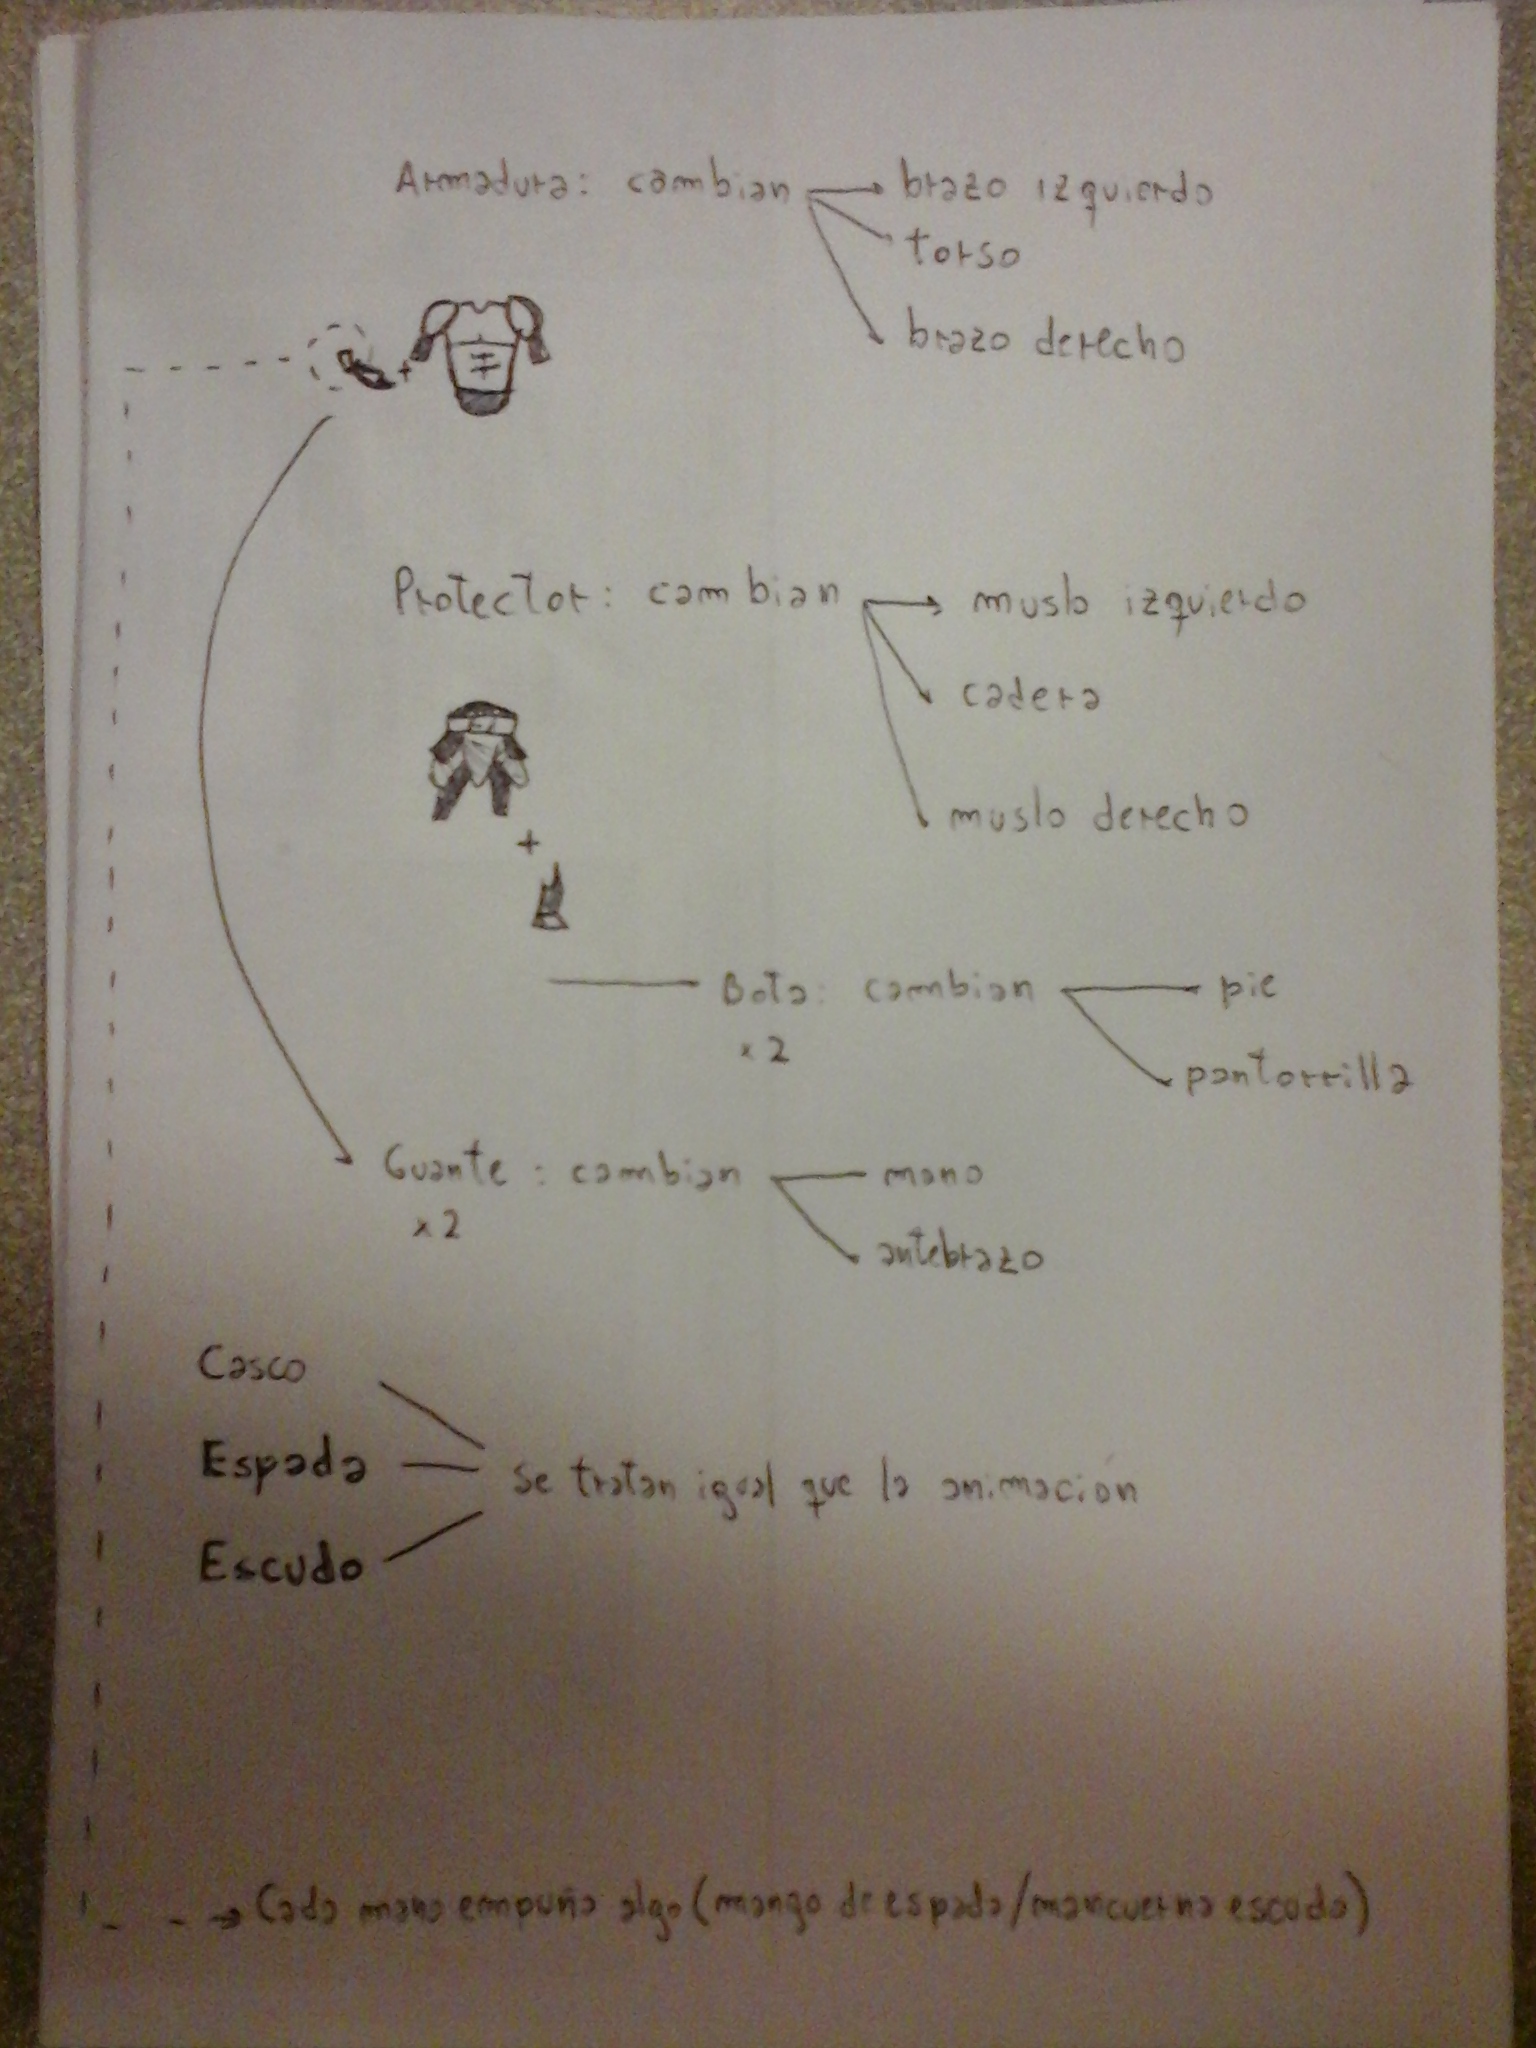 Armadura: cambian brazo izquierdo
torso
brazo derecho
+
Protector: cambian muslo izquierdo
cadera
muslo derecho
+
Bota: cambian pie
x 2
pantorrilla
Guante : cambian mano
x 2
antebrazo
Casco
Espada
se tratan igual que la animación
Escudo
Cada mano empuña algo (mango de espada/mancuerna escudo)